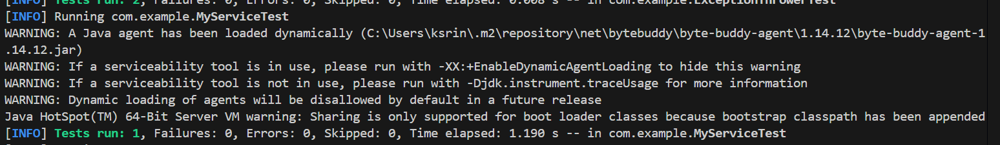 [INFO] Tests run: 2, Failures: 0, Errors: 0, Skipped: 0, Time elapsed: 0.008 s -- in com.example.ExceptionThrowerTest
[INFO] Running com.example.MyServiceTest
WARNING: A Java agent has been loaded dynamically (C:\Users\ksrin\.m2\repository\net\bytebuddy\byte-buddy-agent\1.14.12\byte-buddy-agent-1
.14.12.jar)
WARNING: If a serviceability tool is in use, please run with -XX:+EnableDynamicAgentLoading to hide this warning
WARNING: If a serviceability tool is not in use, please run with -Djdk.instrument.traceUsage for more information
WARNING: Dynamic loading of agents will be disallowed by default in a future release
Java HotSpot(TM) 64-Bit Server VM warning: Sharing is only supported for boot loader classes because bootstrap classpath has been appended
[INFO] Tests run: 1, Failures: 0, Errors: 0, Skipped: 0, Time elapsed: 1.190 s -- in com.example.MyServiceTest